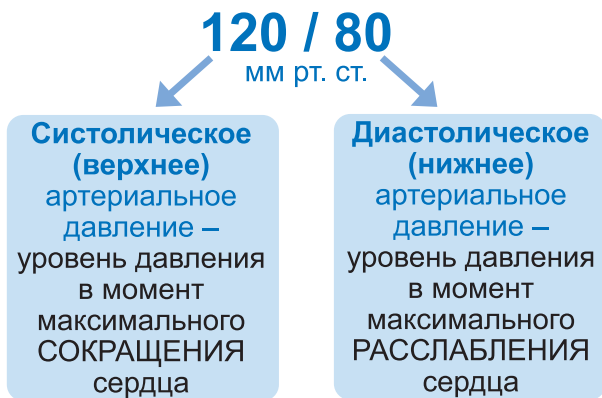 120 / 80
мм рт. ст.
Систолическое
(верхнее)
артериальное
давление –
уровень давления
в момент
максимального
СОКРАЩЕНИЯ
сердца
Диастолическое
(нижнее)
артериальное
давление –
уровень давления
в момент
максимального
РАССЛАБЛЕНИЯ
сердца